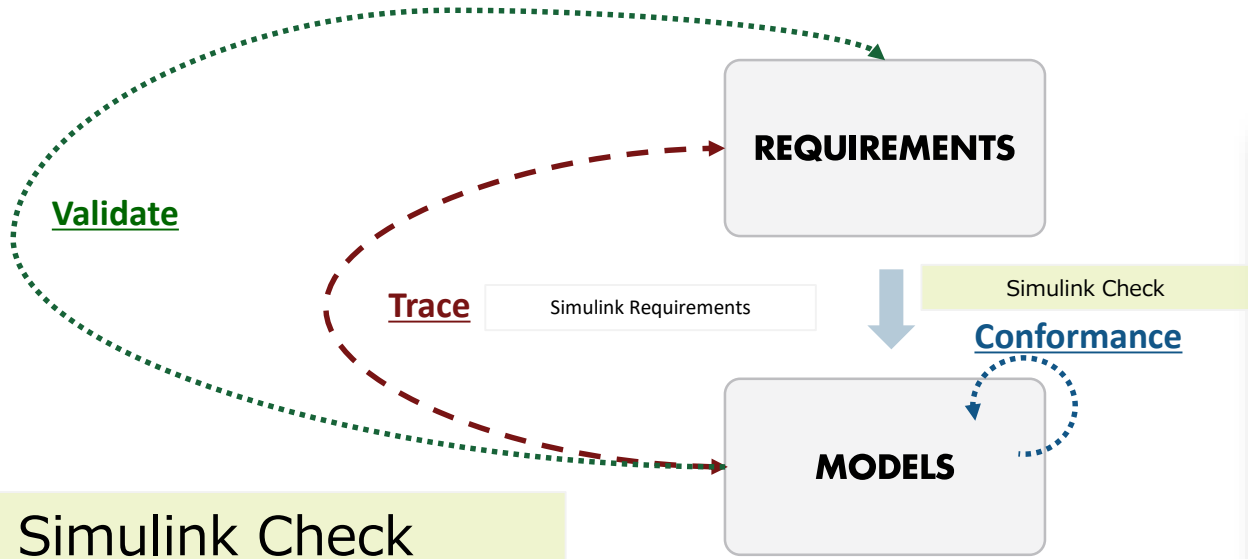 REQUIREMENTS
Validate
Simulink Check
Trace
Simulink Requirements
Conformance
MODELS
Simulink Check